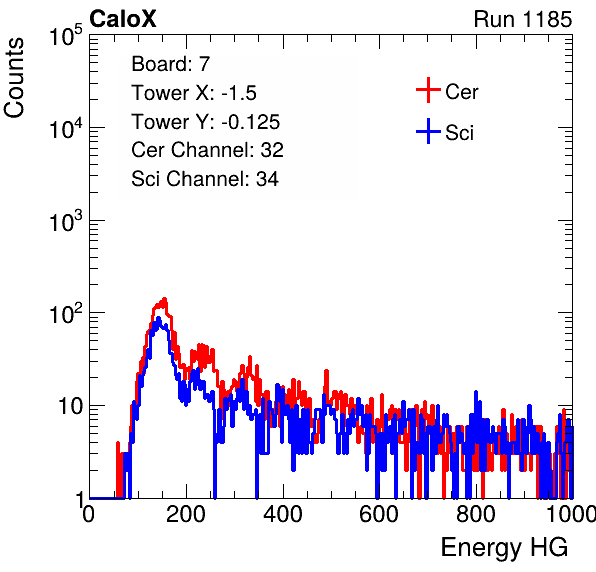 CaloX Run 1185
Counts
10^5
10^4
10^3
10^2
10
1
Board: 7
Tower X: -1.5
Tower Y: -0.125
Cer Channel: 32
Sci Channel: 34
Cer
Sci
0 200 400 600 800 1000
Energy HG